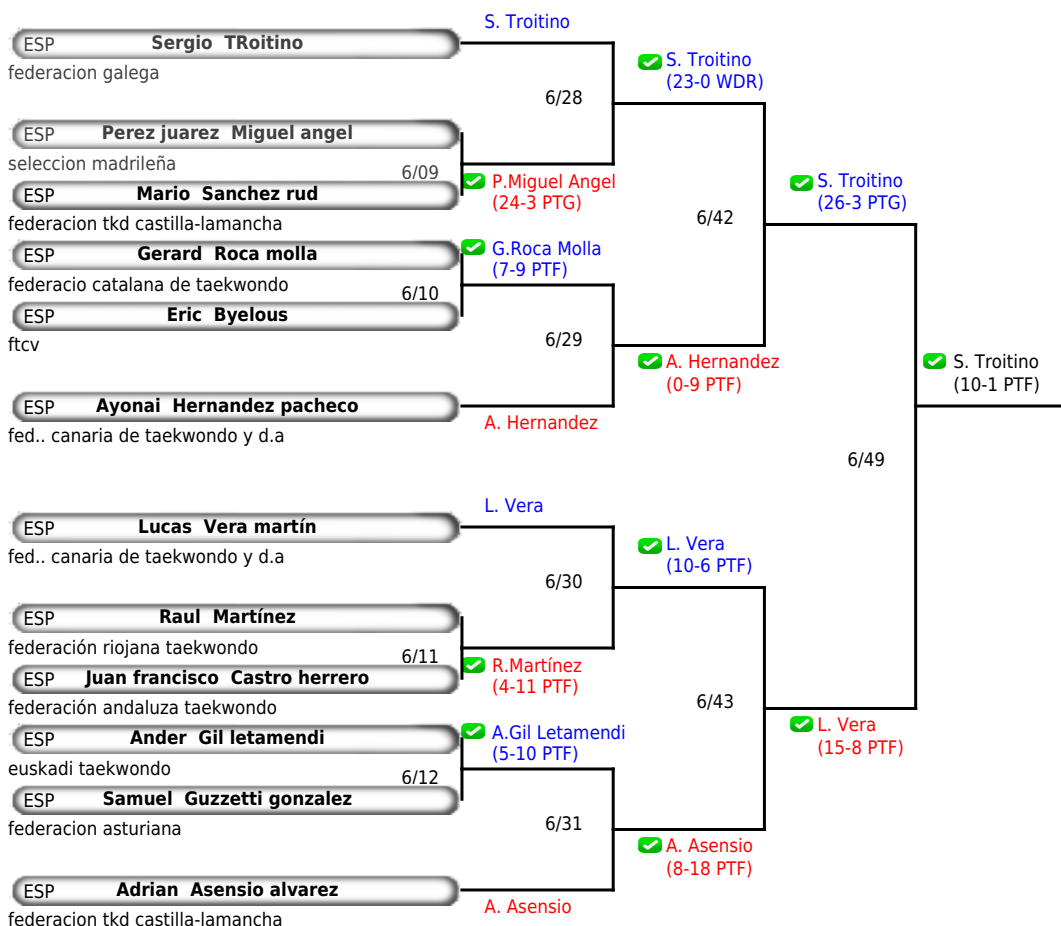 S. Troitino
ESP Sergio TRoitino
federacion galega
S. Troitino
(23-0 WDR)
6/28
ESP Perez juarez Miguel angel
seleccion madrileña
6/09
P.Miguel Angel
(24-3 PTG)
ESP Mario Sanchez rud
federacion tkd castilla-lamancha
S. Troitino
(26-3 PTG)
6/42
ESP Gerard Roca molla
federacio catalana de taekwondo
G.Roca Molla
(7-9 PTF)
6/10
ESP Eric Byelous
ftcv
6/29
A. Hernandez
(0-9 PTF)
S. Troitino
(10-1 PTF)
ESP Ayonai Hernandez pacheco
fed.. canaria de taekwondo y d.a
A. Hernandez
6/49
L. Vera
ESP Lucas Vera martín
fed.. canaria de taekwondo y d.a
L. Vera
(10-6 PTF)
6/30
ESP Raul Martínez
federación riojana taekwondo
6/11
R.Martínez
(4-11 PTF)
ESP Juan francisco Castro herrero
federación andaluza taekwondo
6/43
L. Vera
(15-8 PTF)
ESP Ander Gil letamendi
euskadi taekwondo
A.Gil Letamendi
(5-10 PTF)
6/12
ESP Samuel Guzzetti gonzalez
federacion asturiana
6/31
A. Asensio
(8-18 PTF)
ESP Adrian Asensio alvarez
federacion tkd castilla-lamancha
A. Asensio